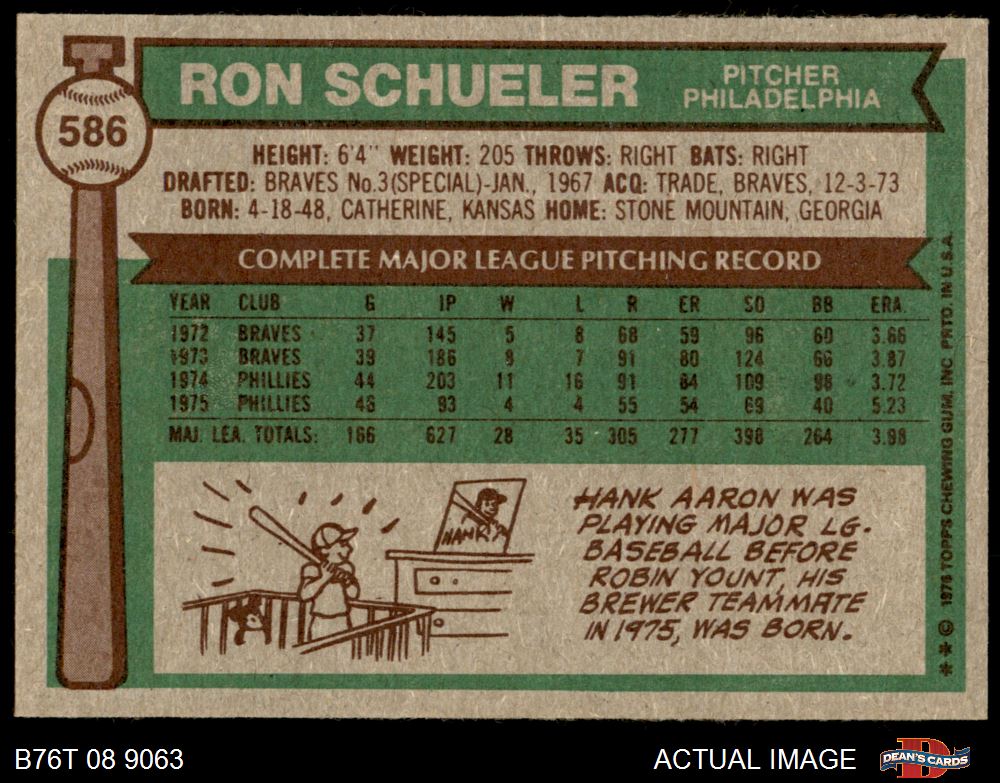 RON SCHUELER
PITCHER
PHILADELPHIA
586
HEIGHT: 6'4" WEIGHT: 205 THROWS: RIGHT BATS: RIGHT
DRAFTED: BRAVES No.3(SPECIAL)-JAN., 1967 ACQ: TRADE, BRAVES, 12-3-73
BORN: 4-18-48, CATHERINE, KANSAS HOME: STONE MOUNTAIN, GEORGIA
COMPLETE MAJOR LEAGUE PITCHING RECORD
YEAR CLUB G IP W L R ER SO BB ERA.
1972 BRAVES 37 145 5 8 68 59 96 60 3.66
1973 BRAVES 39 186 8 7 91 80 124 66 3.87
1974 PHILLIES 44 203 11 16 91 84 109 98 3.72
1975 PHILLIES 46 93 4 4 55 54 69 40 5.23
MAJ. LEA. TOTALS: 166 627 28 35 305 277 398 264 3.98
HANK
HANK AARON WAS
PLAYING MAJOR LG.
BASEBALL BEFORE
ROBIN YOUNT, HIS
BREWER TEAMMATE
IN 1975, WAS BORN.
* * © 1976 TOPPS CHEWING GUM, INC. PRTD. IN U.S.A.
B76T 08 9063
ACTUAL IMAGE
DEAN'S CARDS